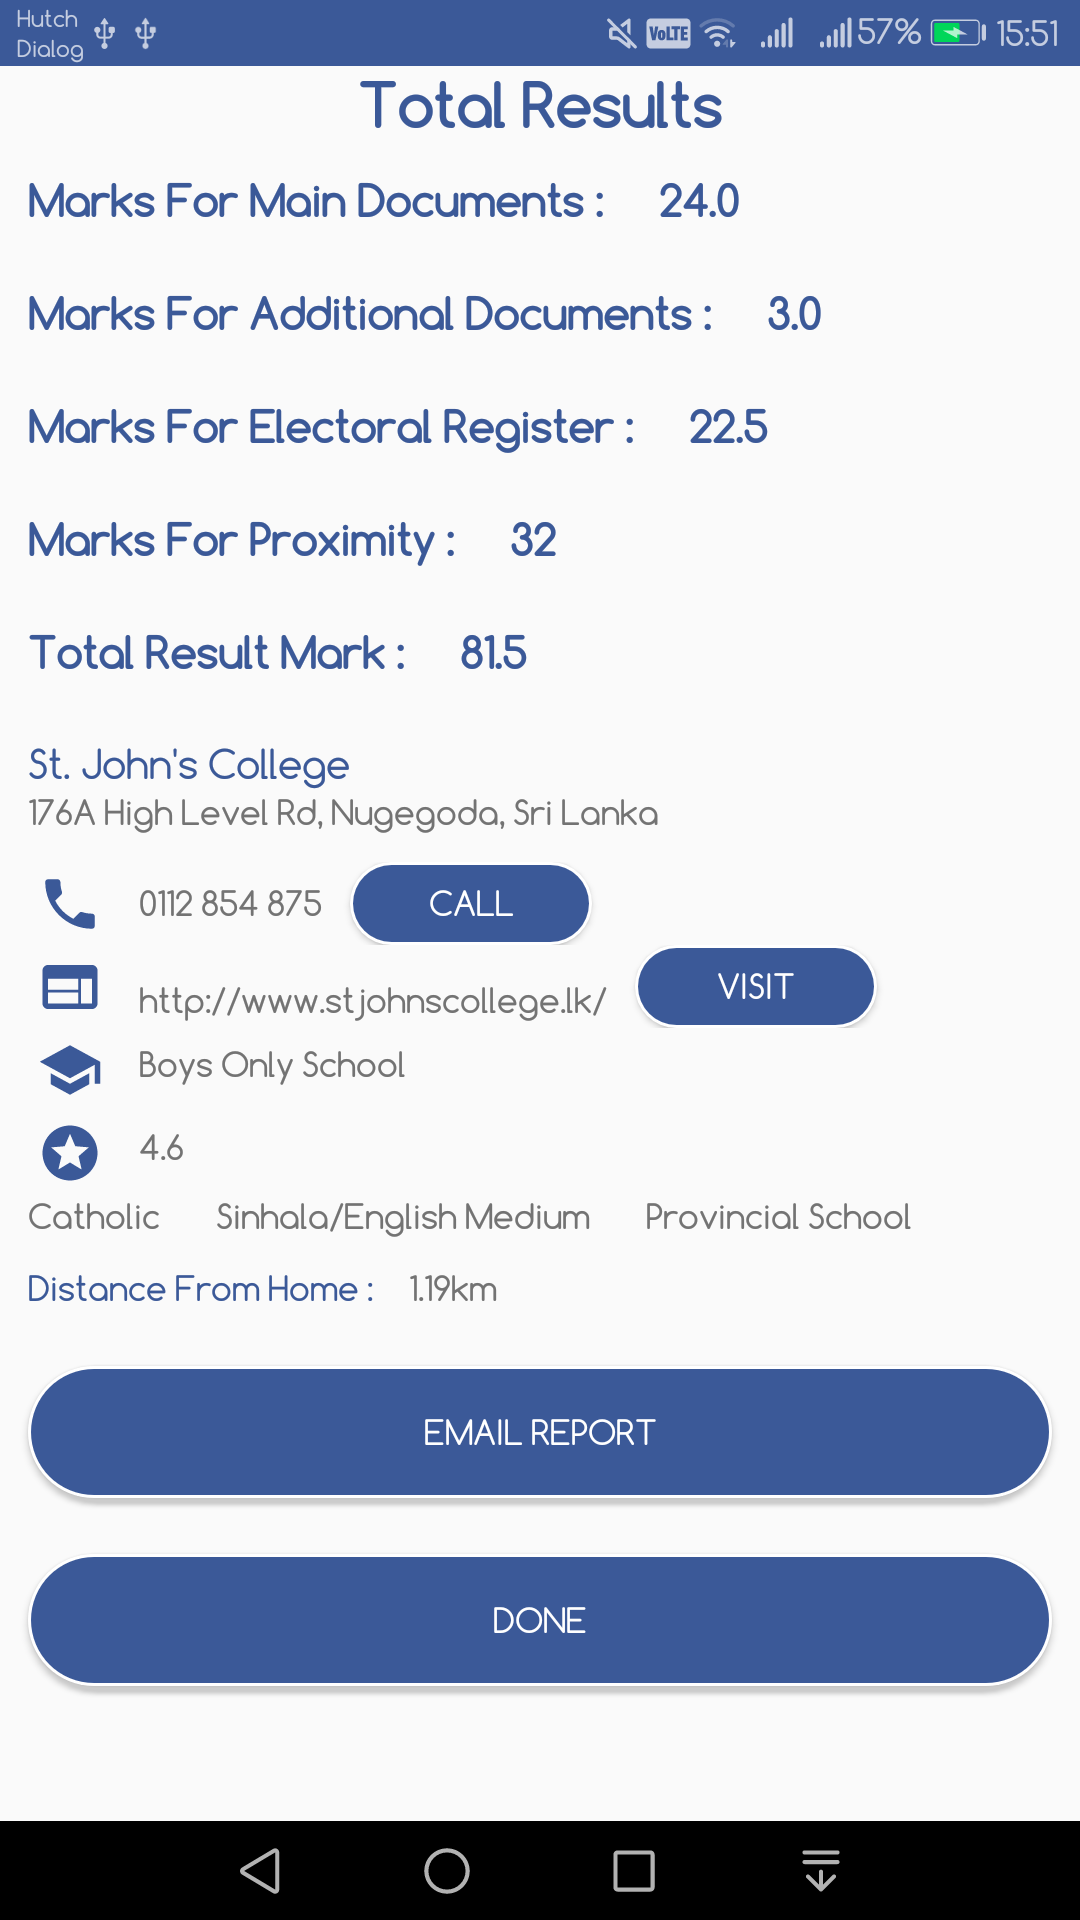 Hutch
Dialog
VoLTE 57% 15:51
Total Results
Marks For Main Documents : 24.0
Marks For Additional Documents : 3.0
Marks For Electoral Register : 22.5
Marks For Proximity : 32
Total Result Mark : 81.5
St. John's College
176A High Level Rd, Nugegoda, Sri Lanka
0112 854 875 CALL
http://www.stjohnscollege.lk/ VISIT
Boys Only School
4.6
Catholic Sinhala/English Medium Provincial School
Distance From Home : 1.19km
EMAIL REPORT
DONE